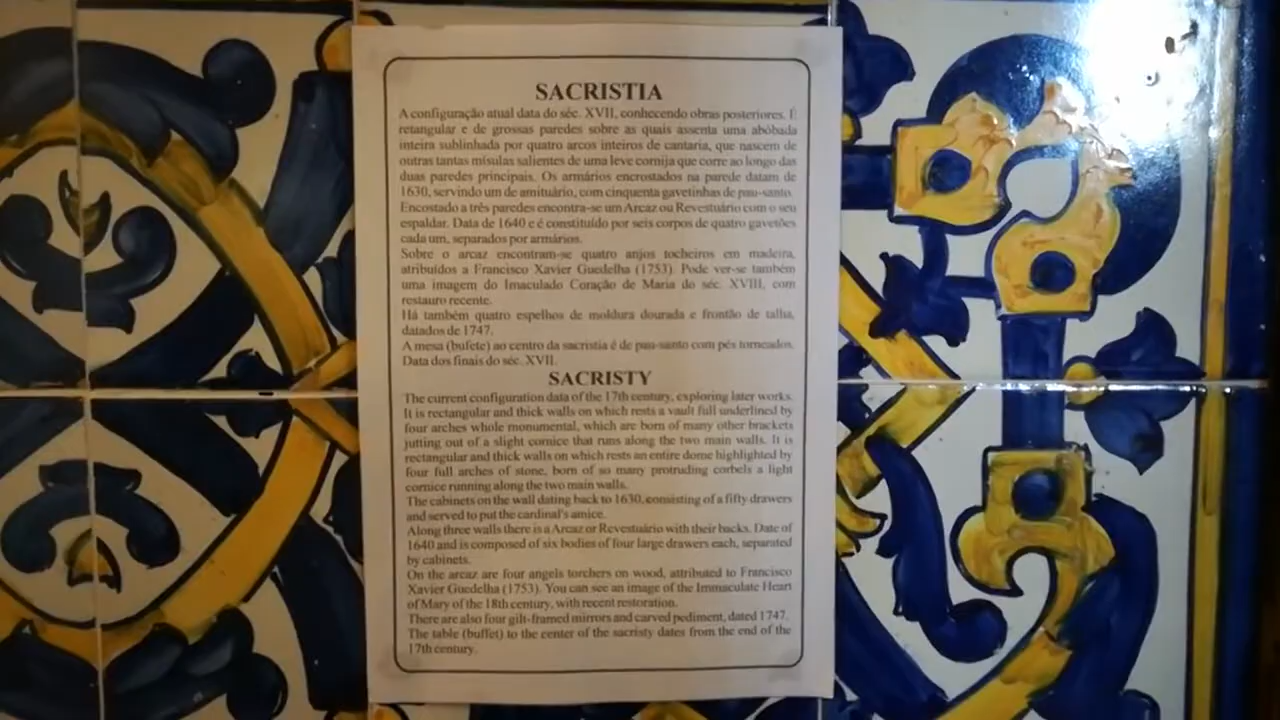 SACRISTIA
A configuração atual data do séc. XVII, conhecendo obras posteriores. É
retangular e de grossas paredes sobre as quais assenta uma abóbada
inteira sublinhada por quatro arcos inteiros de cantaria, que nascem de
outras tantas mísulas salientes de uma leve cornija que corre ao longo das
duas paredes principais. Os armários encrostados na parede datam de
1630, servindo um de amituário, com cinquenta gavetinhas de pau-santo.
Encostado a três paredes encontra-se um Arcaz ou Revestuário com o seu
espaldar. Data de 1640 e é constituído por seis corpos de quatro gavetões
cada um, separados por armários.
Sobre o arcaz encontram-se quatro anjos tocheiros em madeira,
atribuídos a Francisco Xavier Guedelha (1753). Pode ver-se também
uma imagem do Imaculado Coração de Maria do séc. XVIII, com
restauro recente.
Há também quatro espelhos de moldura dourada e frontão de talha,
datados de 1747.
A mesa (bufete) ao centro da sacristia é de pau-santo com pés torneados.
Data dos finais do séc. XVII.
SACRISTY
The current configuration data of the 17th century, exploring later works.
It is rectangular and thick walls on which rests a vault full underlined by
four arches whole monumental, which are born of many other brackets
jutting out of a slight cornice that runs along the two main walls. It is
rectangular and thick walls on which rests an entire dome highlighted by
four full arches of stone, born of so many protruding corbels a light
cornice running along the two main walls.
The cabinets on the wall dating back to 1630, consisting of a fifty drawers
and served to put the cardinal's amice.
Along three walls there is a Arcaz or Revestuário with their backs. Date of
1640 and is composed of six bodies of four large drawers each, separated
by cabinets.
On the arcaz are four angels torchers on wood, attributed to Francisco
Xavier Guedelha (1753). You can see an image of the Immaculate Heart
of Mary of the 18th century, with recent restoration.
There are also four gilt-framed mirrors and carved pediment, dated 1747.
The table (buffet) to the center of the sacristy dates from the end of the
17th century.